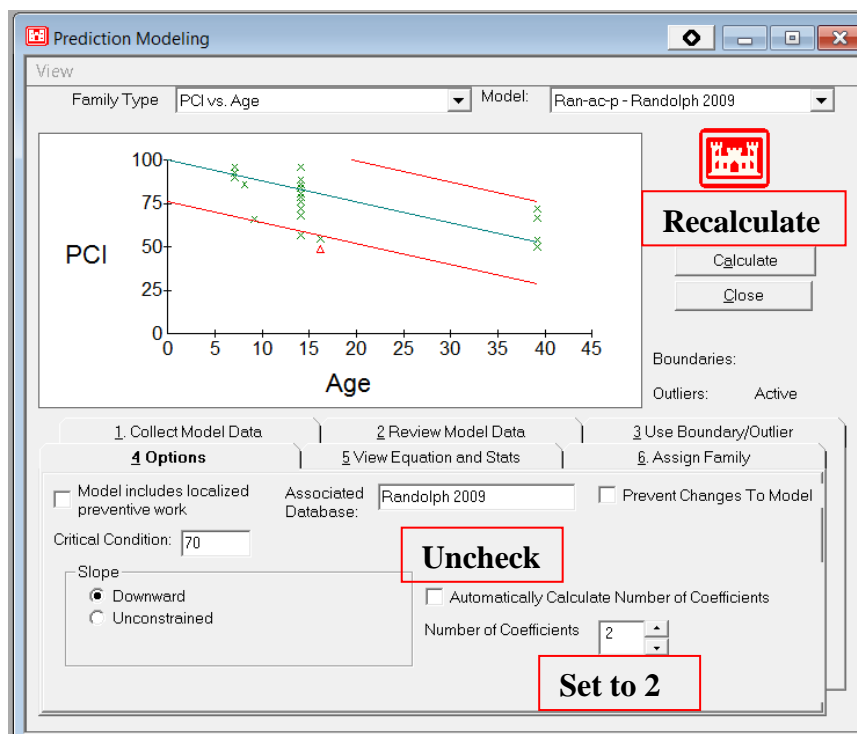 Prediction Modeling
View
Family Type PCI vs. Age Model: Ran-ac-p - Randolph 2009
100
75
50
25
0
PCI
0 5 10 15 20 25 30 35 40 45
Age
Recalculate
Calculate
Close
Boundaries:
Outliers: Active
1. Collect Model Data 2 Review Model Data 3 Use Boundary/Outlier
4 Options 5 View Equation and Stats 6. Assign Family
Model includes localized
preventive work
Associated
Database:
Randolph 2009
Prevent Changes To Model
Critical Condition: 70
Uncheck
Slope
Downward
Unconstrained
Automatically Calculate Number of Coefficients
Number of Coefficients 2
Set to 2